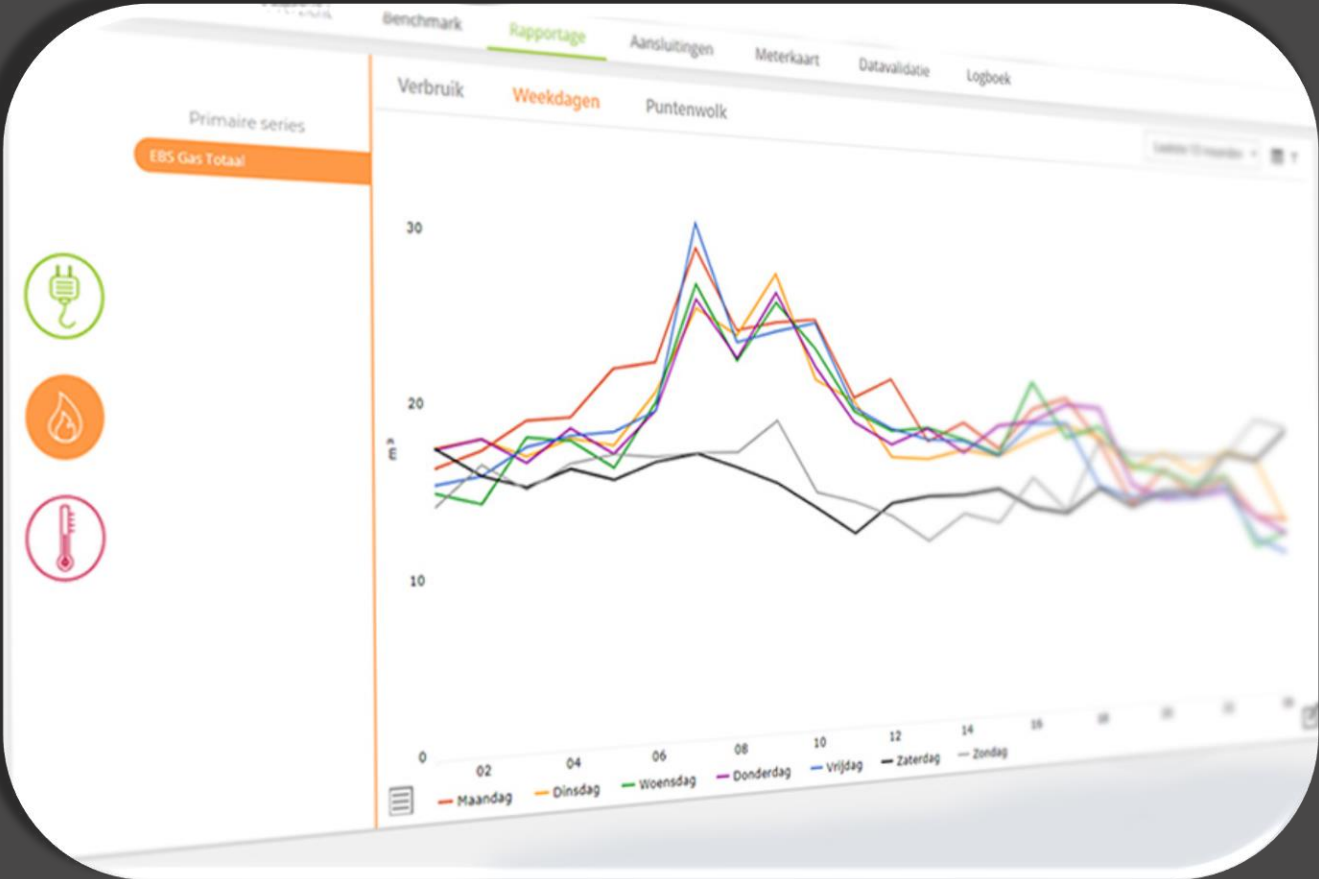 Benchmark Rapportage Aansluitingen Meterkaart Datavalidatie Logboek
Verbruik Weekdagen Puntenwolk
Primaire series
EBS Gas Totaal
30
20
m³
10
0
02 04 06 08 10 12 14 16 18
Maandag Dinsdag Woensdag Donderdag Vrijdag Zaterdag Zondag